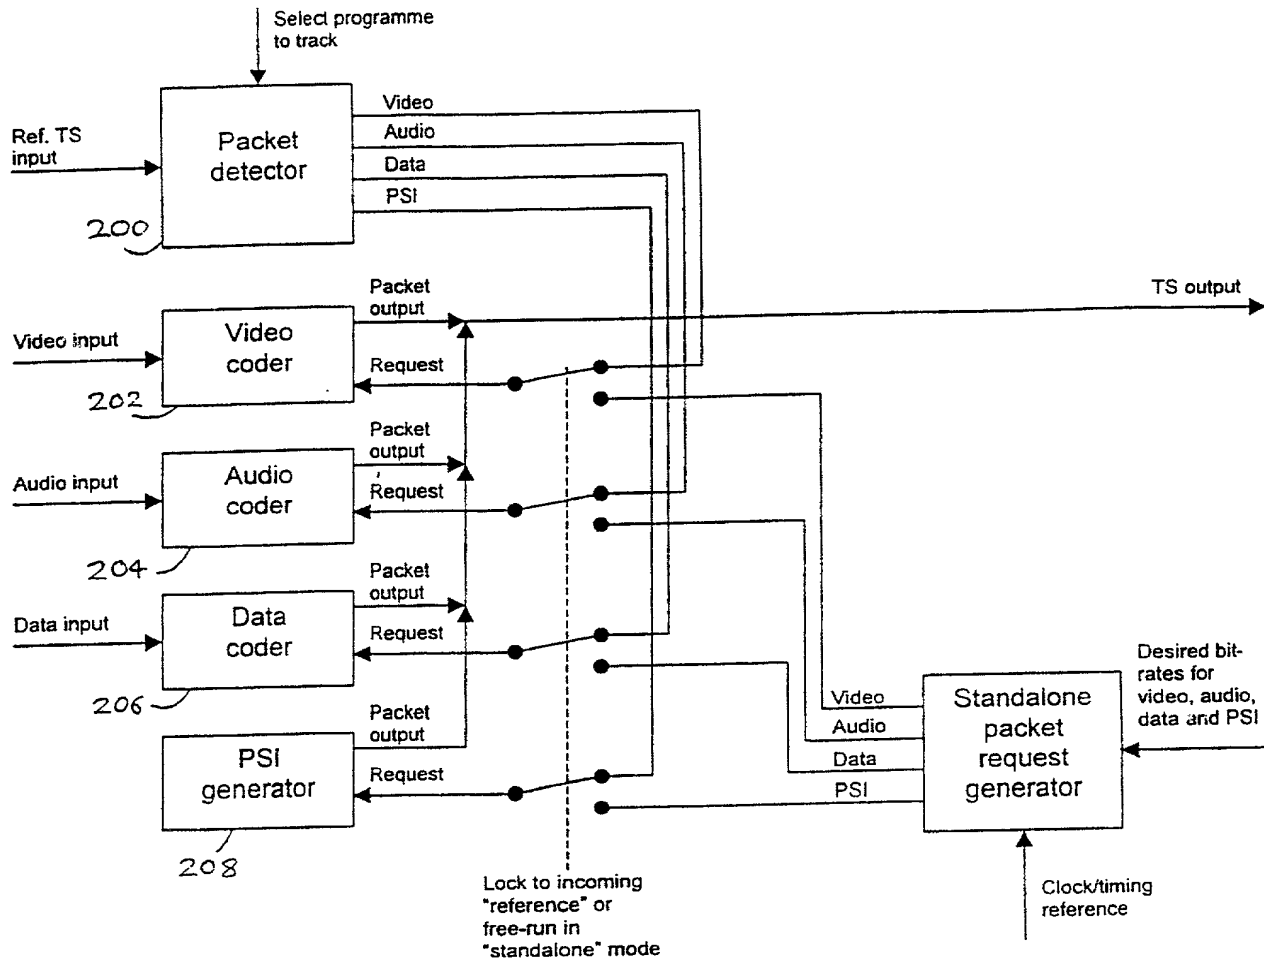 Select programme
to track
Ref. TS
input
Packet
detector
Video
Audio
Data
PSI
200
Packet
output
TS output
Video input
Video
coder
Request
202
Packet
output
Audio input
Audio
coder
Request
204
Packet
output
Data input
Data
coder
Request
206
Packet
output
PSI
generator
Request
208
Video
Audio
Data
PSI
Standalone
packet
request
generator
Desired bit-
rates for
video, audio,
data and PSI
Lock to incoming
"reference" or
free-run in
"standalone" mode
Clock/timing
reference